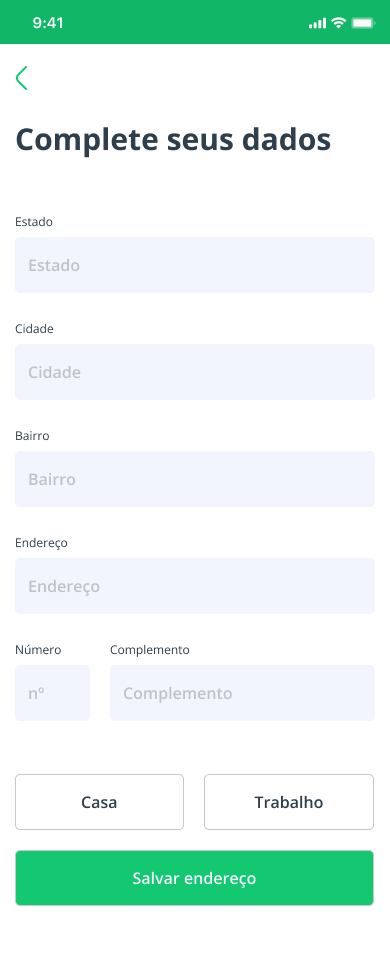 9:41
Complete seus dados
Estado
Estado
Cidade
Cidade
Bairro
Bairro
Endereço
Endereço
Número Complemento
nº Complemento
Casa Trabalho
Salvar endereço